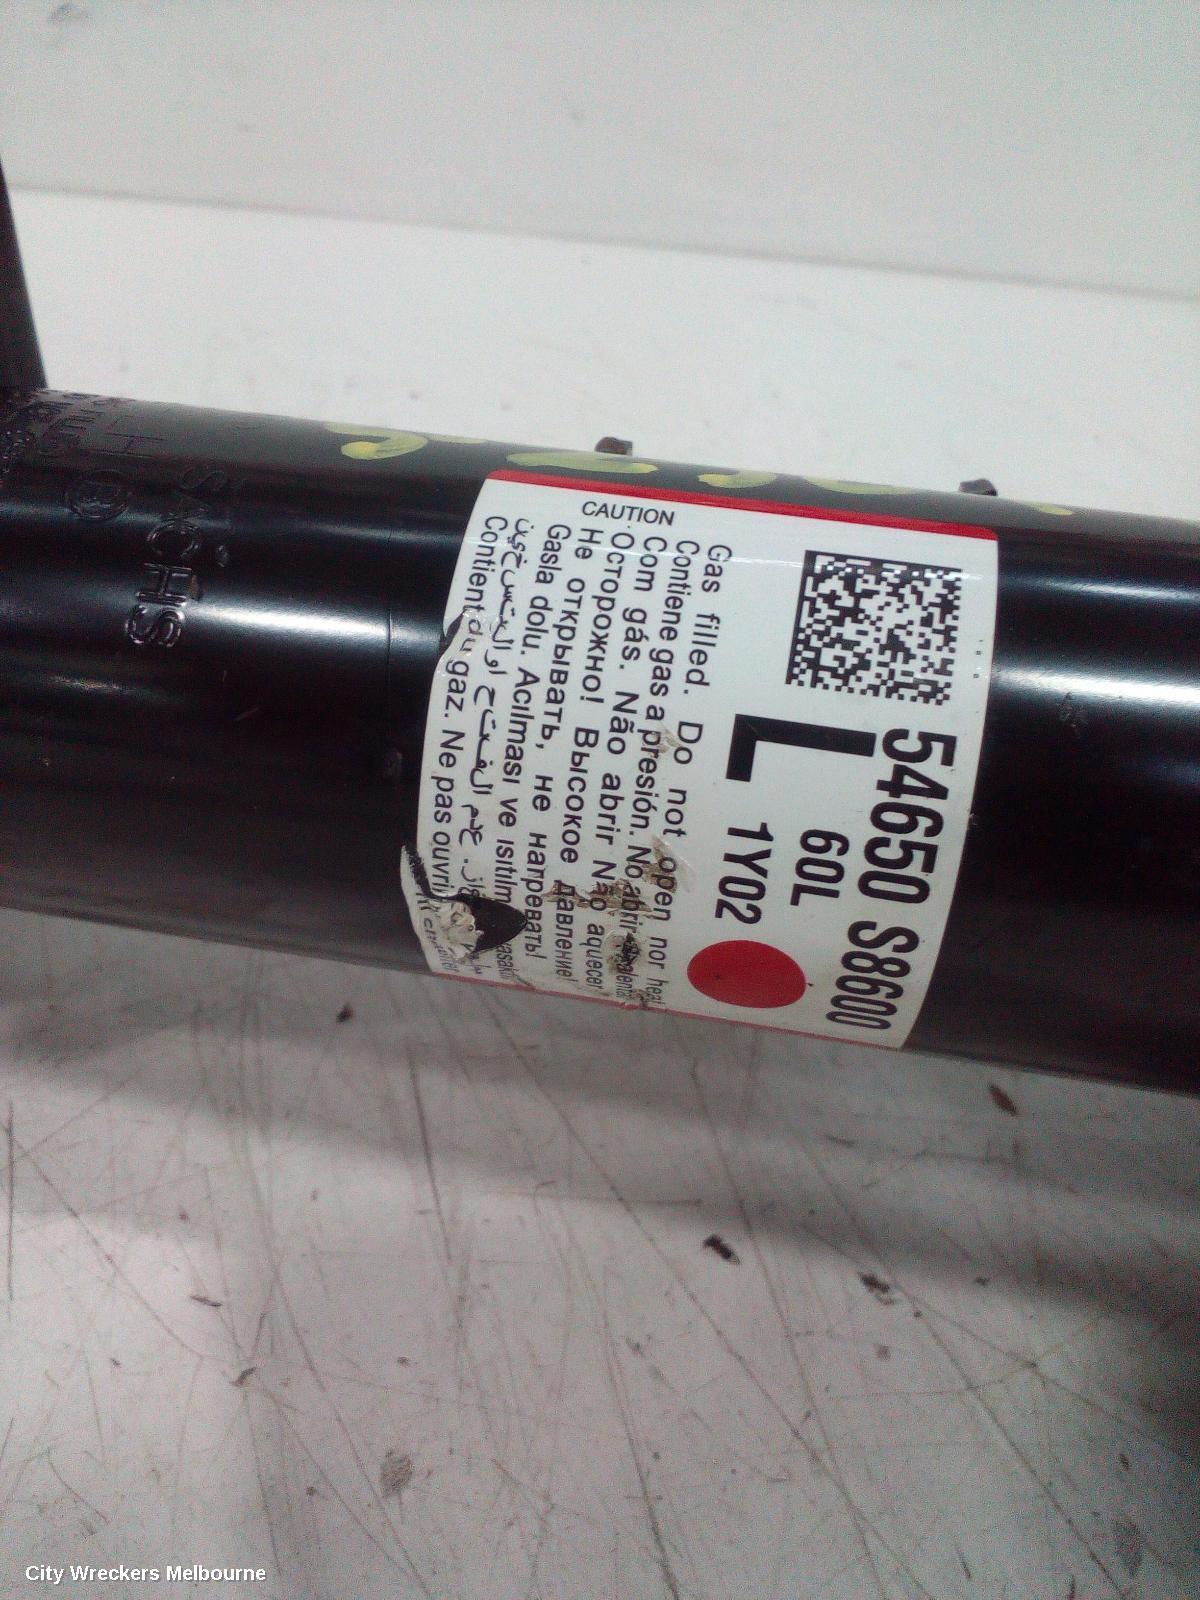 54650 S8600
60L
L 1Y02
CAUTION
Gas filled. Do not open nor heat
Contiene gas a presión. No abrir
Com gás. Não abrir Não aquecer
Осторожно! Высокое давление!
Не открывать, не нагревать!
Gasla dolu. Acılması ve ısıtılm
Contient du gaz. Ne pas ouvrir
SACHS
H
City Wreckers Melbourne